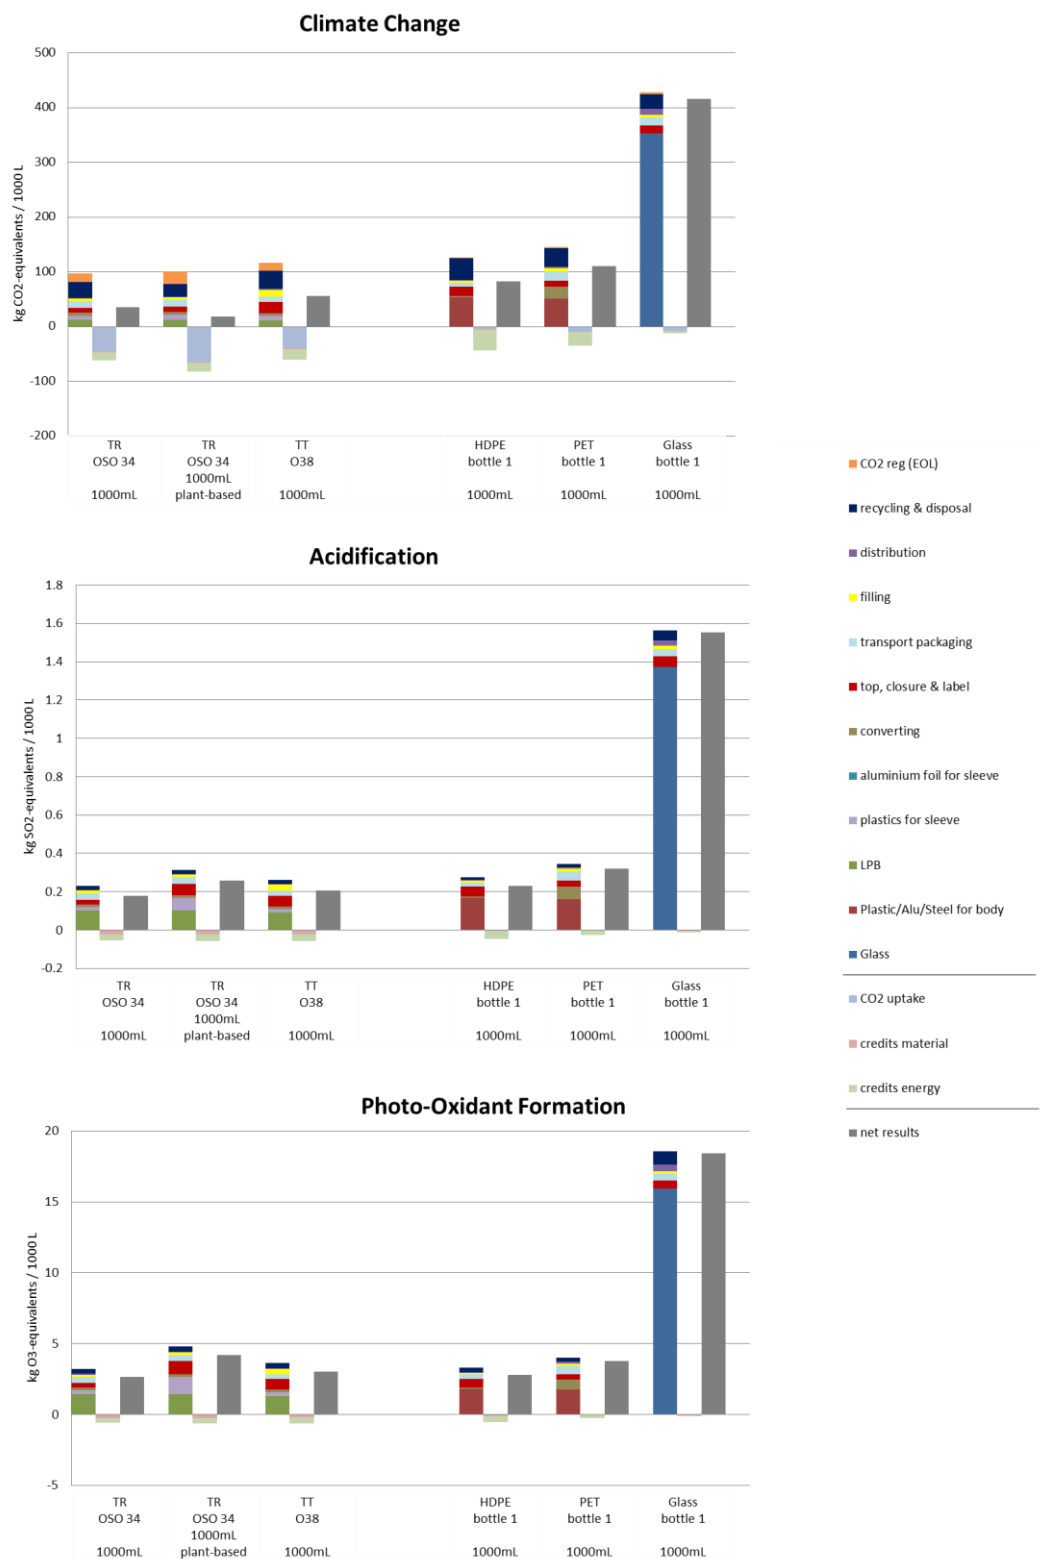 Climate Change
kg CO2-equivalents / 1000 L
500
400
300
200
100
0
-100
-200
TR OSO 34 1000mL
TR OSO 34 1000mL plant-based
TT O38 1000mL
HDPE bottle 1 1000mL
PET bottle 1 1000mL
Glass bottle 1 1000mL
Acidification
kg SO2-equivalents / 1000 L
1.8
1.6
1.4
1.2
1
0.8
0.6
0.4
0.2
0
-0.2
TR OSO 34 1000mL
TR OSO 34 1000mL plant-based
TT O38 1000mL
HDPE bottle 1 1000mL
PET bottle 1 1000mL
Glass bottle 1 1000mL
Photo-Oxidant Formation
kg O3-equivalents / 1000 L
20
15
10
5
0
-5
TR OSO 34 1000mL
TR OSO 34 1000mL plant-based
TT O38 1000mL
HDPE bottle 1 1000mL
PET bottle 1 1000mL
Glass bottle 1 1000mL
CO2 reg (EOL)
recycling & disposal
distribution
filling
transport packaging
top, closure & label
converting
aluminium foil for sleeve
plastics for sleeve
LPB
Plastic/Alu/Steel for body
Glass
CO2 uptake
credits material
credits energy
net results